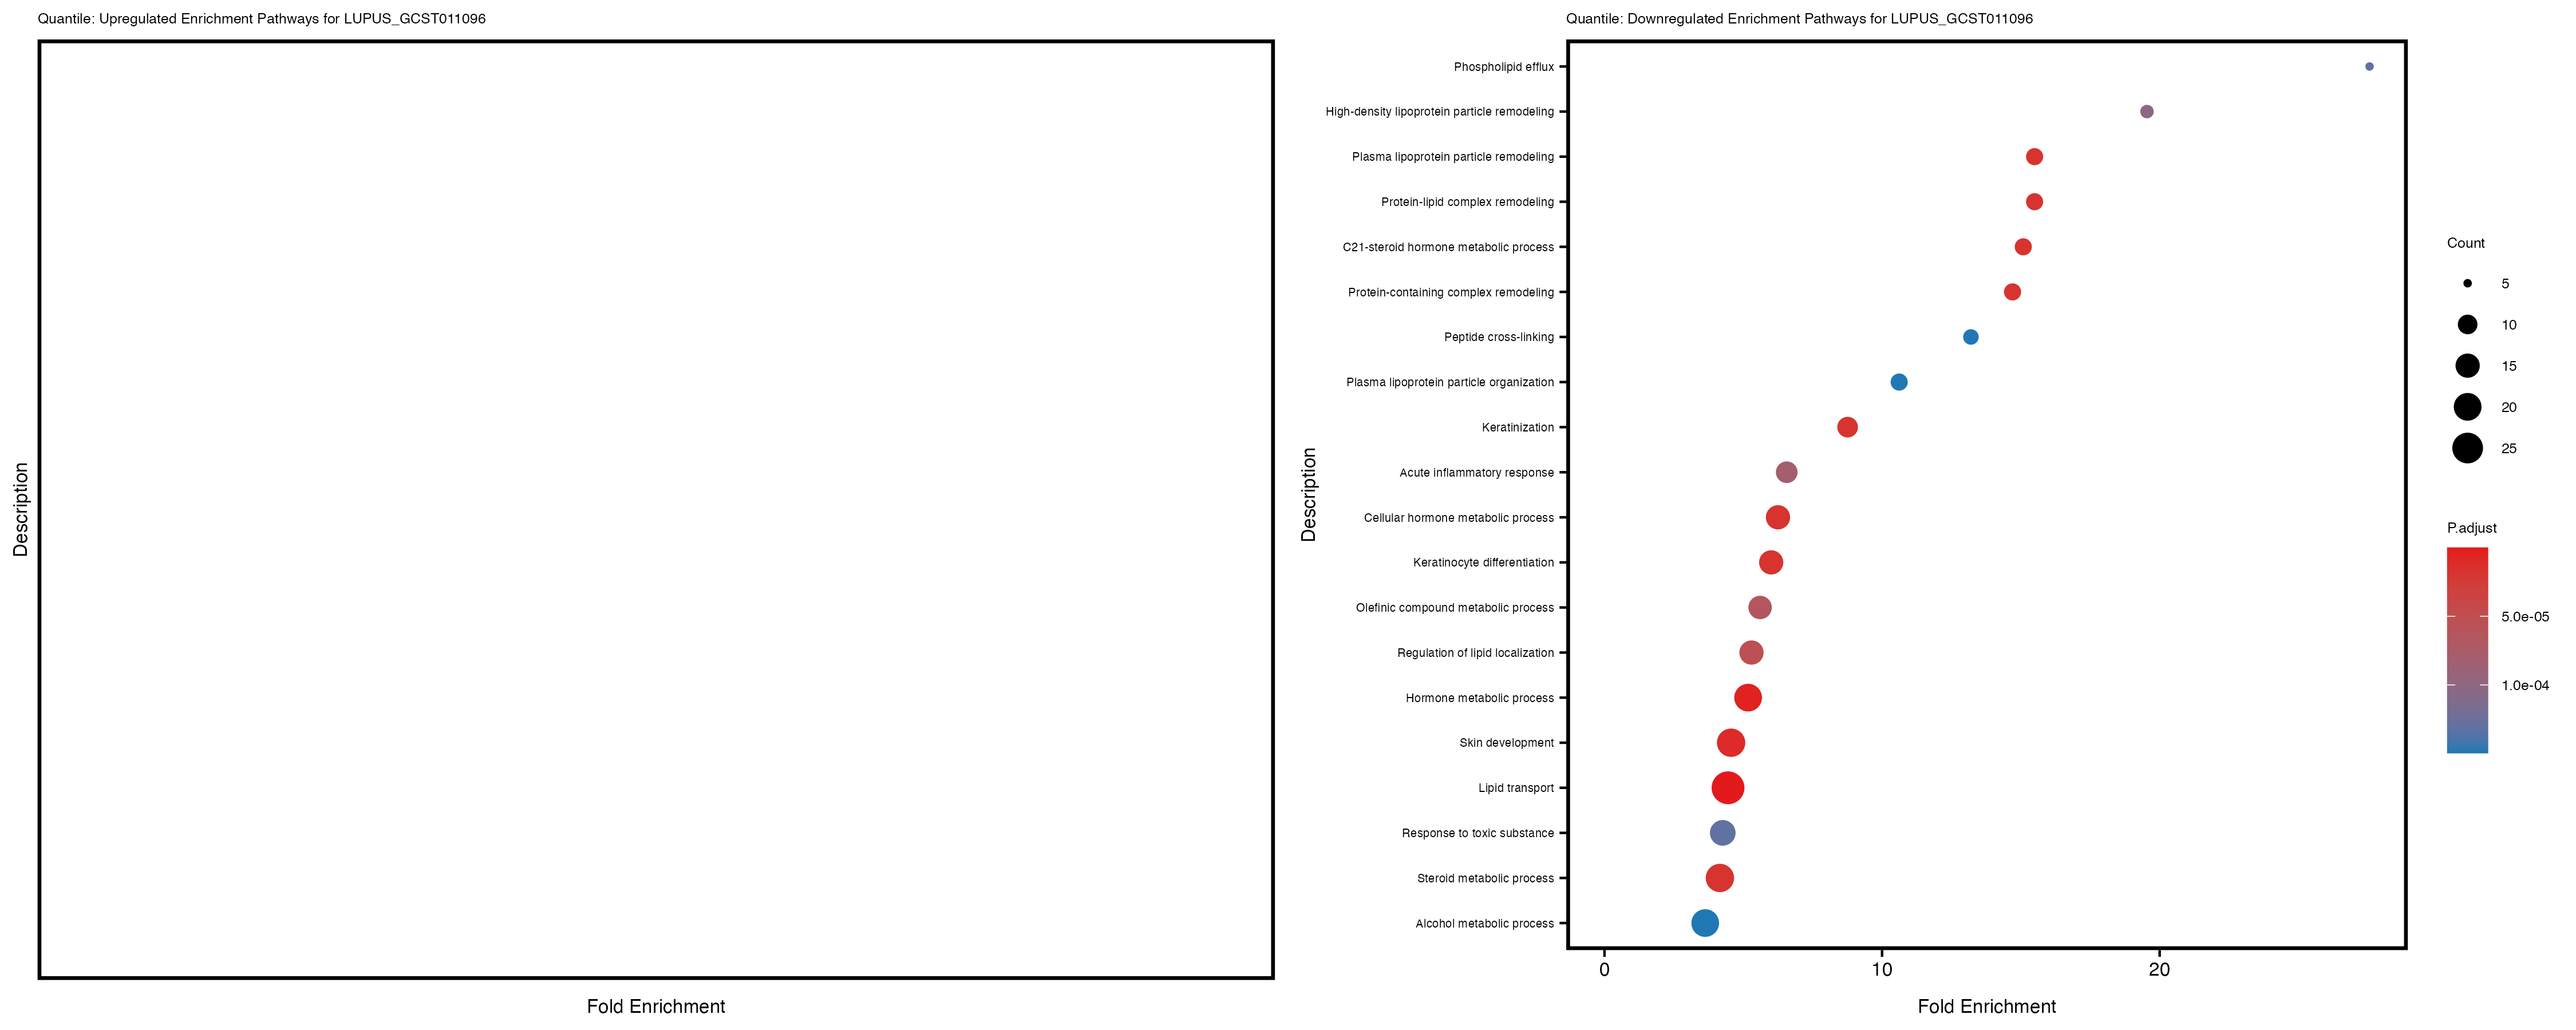 Quantile: Upregulated Enrichment Pathways for LUPUS_GCST011096
Description
Fold Enrichment
Quantile: Downregulated Enrichment Pathways for LUPUS_GCST011096
Description
Phospholipid efflux
High-density lipoprotein particle remodeling
Plasma lipoprotein particle remodeling
Protein-lipid complex remodeling
C21-steroid hormone metabolic process
Protein-containing complex remodeling
Peptide cross-linking
Plasma lipoprotein particle organization
Keratinization
Acute inflammatory response
Cellular hormone metabolic process
Keratinocyte differentiation
Olefinic compound metabolic process
Regulation of lipid localization
Hormone metabolic process
Skin development
Lipid transport
Response to toxic substance
Steroid metabolic process
Alcohol metabolic process
0 10 20
Fold Enrichment
Count
5
10
15
20
25
P.adjust
5.0e-05
1.0e-04